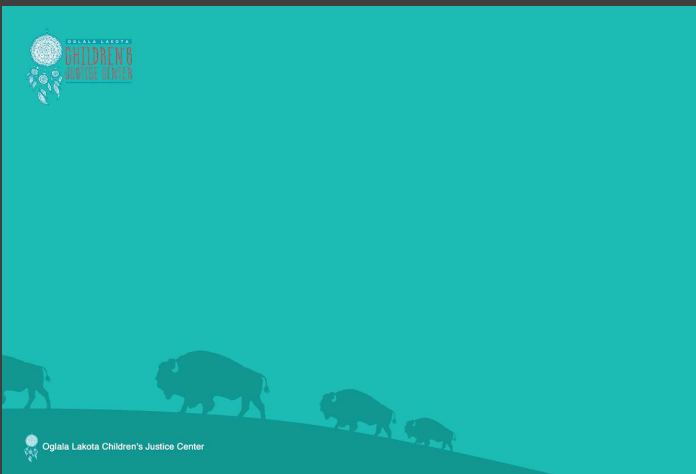 OGLALA LAKOTA
CHILDREN'S
JUSTICE CENTER
Oglala Lakota Children's Justice Center